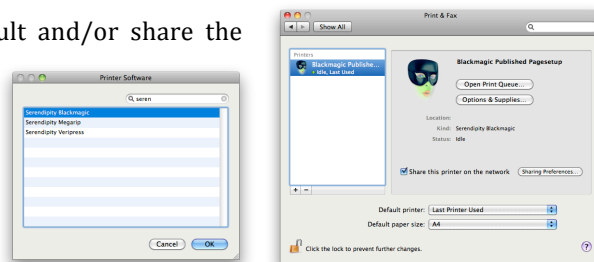 ult and/or share the
Printer Software
seren
Serendipity Blackmagic
Serendipity Megarip
Serendipity Veripress
Cancel
OK
Print & Fax
Show All
Printers
Blackmagic Publishe...
Idle, Last Used
Blackmagic Published Pagesetup
Open Print Queue...
Options & Supplies...
Location:
Kind: Serendipity Blackmagic
Status: Idle
Share this printer on the network
Sharing Preferences...
+ −
Default printer: Last Printer Used
Default paper size: A4
Click the lock to prevent further changes.
?